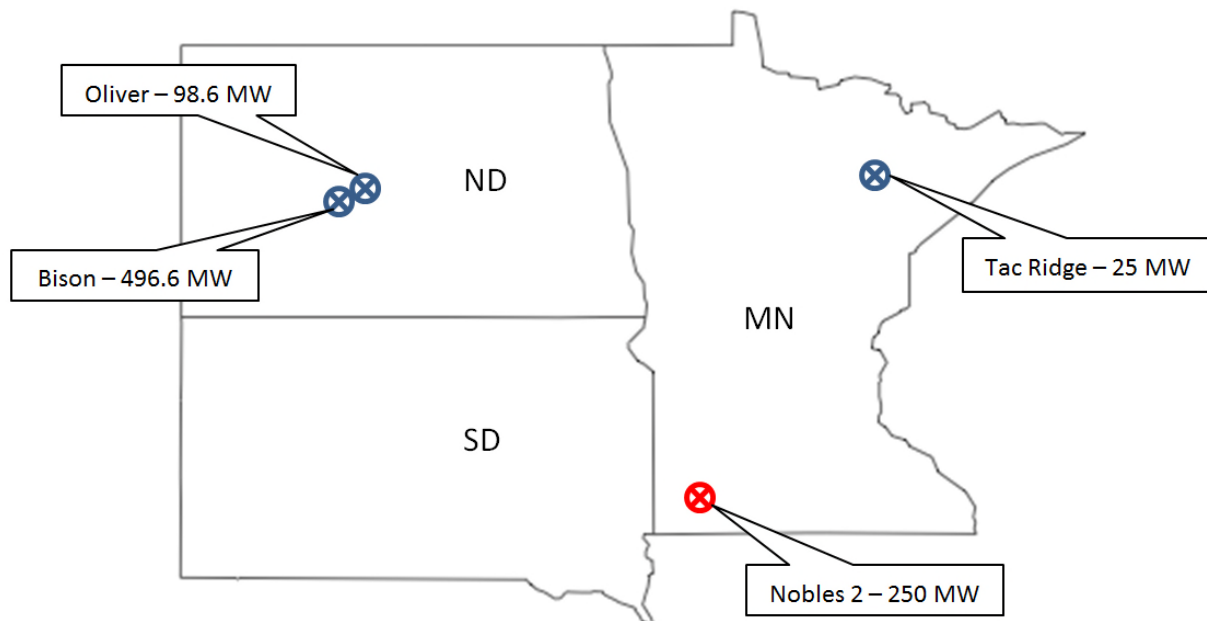 Oliver – 98.6 MW
ND
Bison – 496.6 MW
Tac Ridge – 25 MW
MN
SD
Nobles 2 – 250 MW